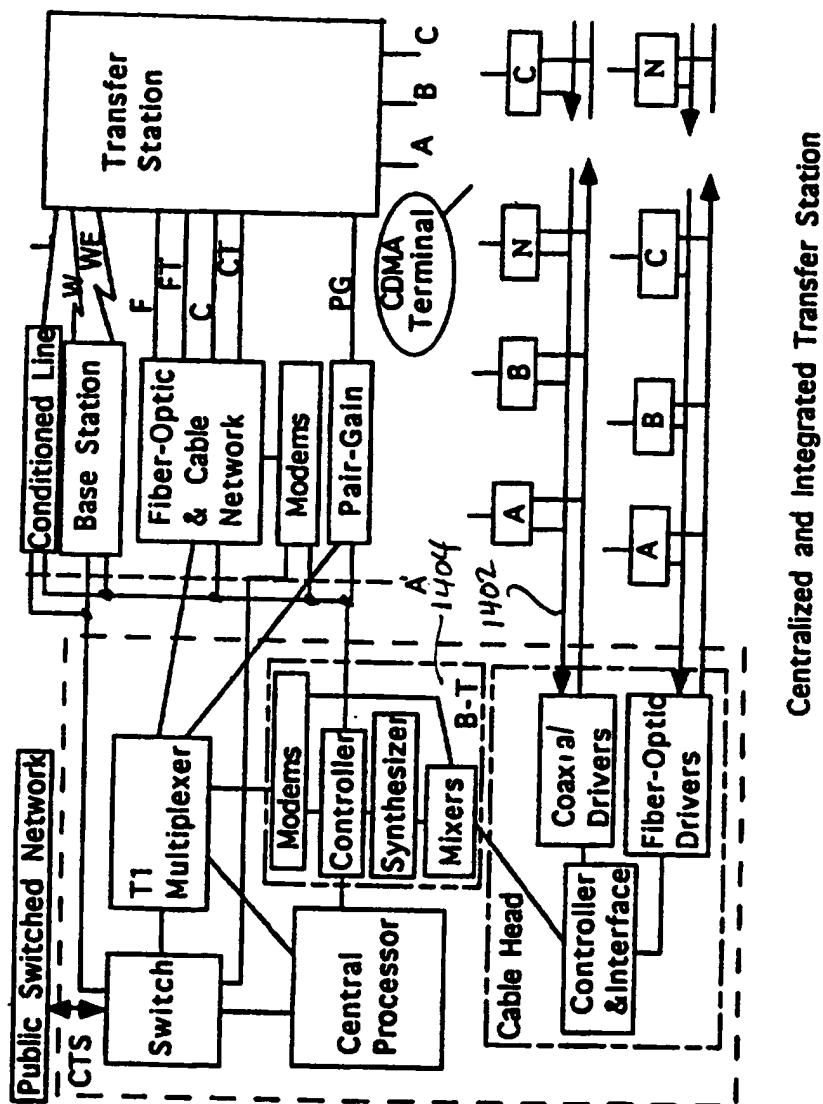 Public Switched Network
CTS
Switch
T1
Multiplexer
Central
Processor
Modems
Controller
Synthesizer
Mixers
B-T
A'
1404
1402
Cable Head
Controller
&Interface
Coaxial/
Drivers
Fiber-Optic
Drivers
Conditioned Line
Base Station
Fiber-Optic
& Cable
Network
Modems
Pair-Gain
W
WE
F
FT
C
CT
PG
Transfer
Station
A
B
C
CDMA
Terminal
A
B
N
C
A
B
C
N
Centralized and Integrated Transfer Station